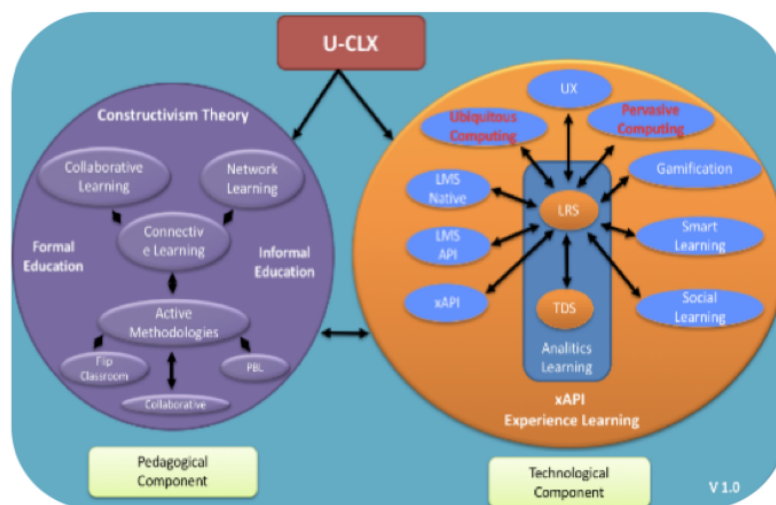 U-CLX
Constructivism Theory
Collaborative
Learning
Network
Learning
Connectiv
e Learning
Formal
Education
Informal
Education
Active
Methodologies
Flip
Classroom
PBL
Collaborative
Pedagogical
Component
UX
Ubiquitous
Computing
Pervasive
Computing
LMS
Native
Gamification
LRS
LMS
API
Smart
Learning
xAPI
TDS
Social
Learning
Analitics
Learning
xAPI
Experience Learning
Technological
Component
V 1.0